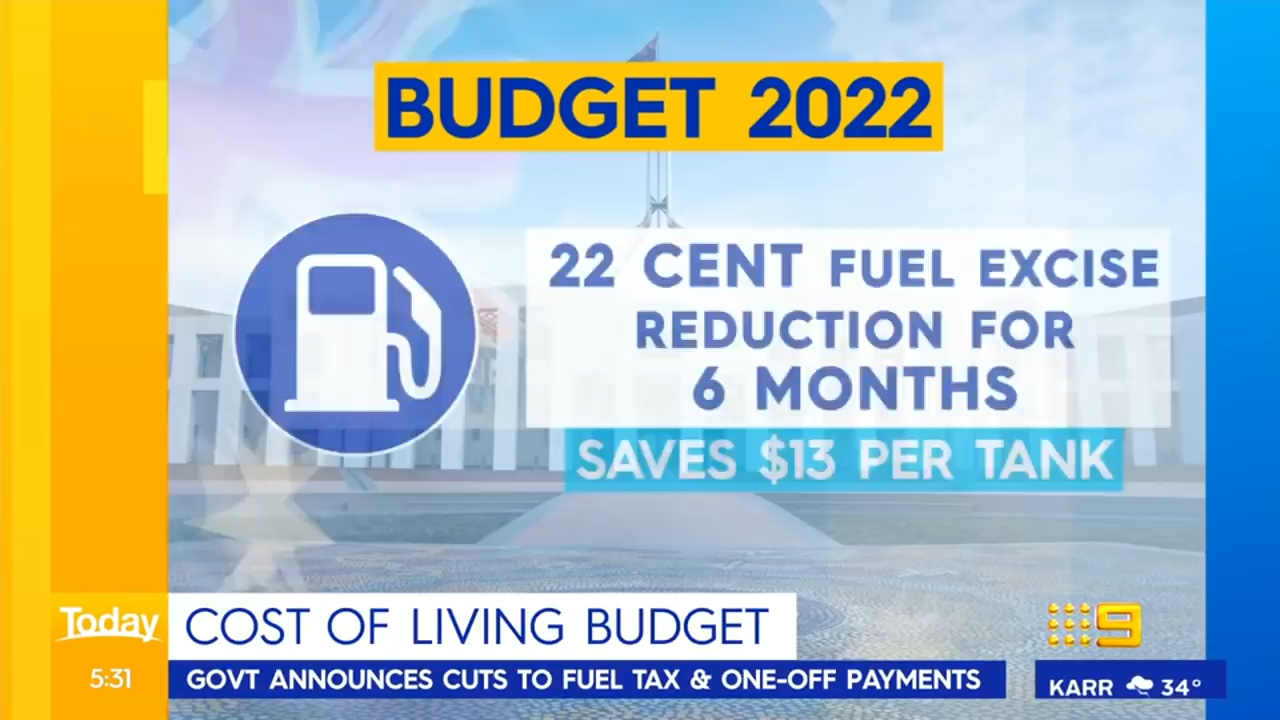 BUDGET 2022
22 CENT FUEL EXCISE
REDUCTION FOR
6 MONTHS
SAVES $13 PER TANK
Today
COST OF LIVING BUDGET
9
5:31
GOVT ANNOUNCES CUTS TO FUEL TAX & ONE-OFF PAYMENTS
KARR 34°